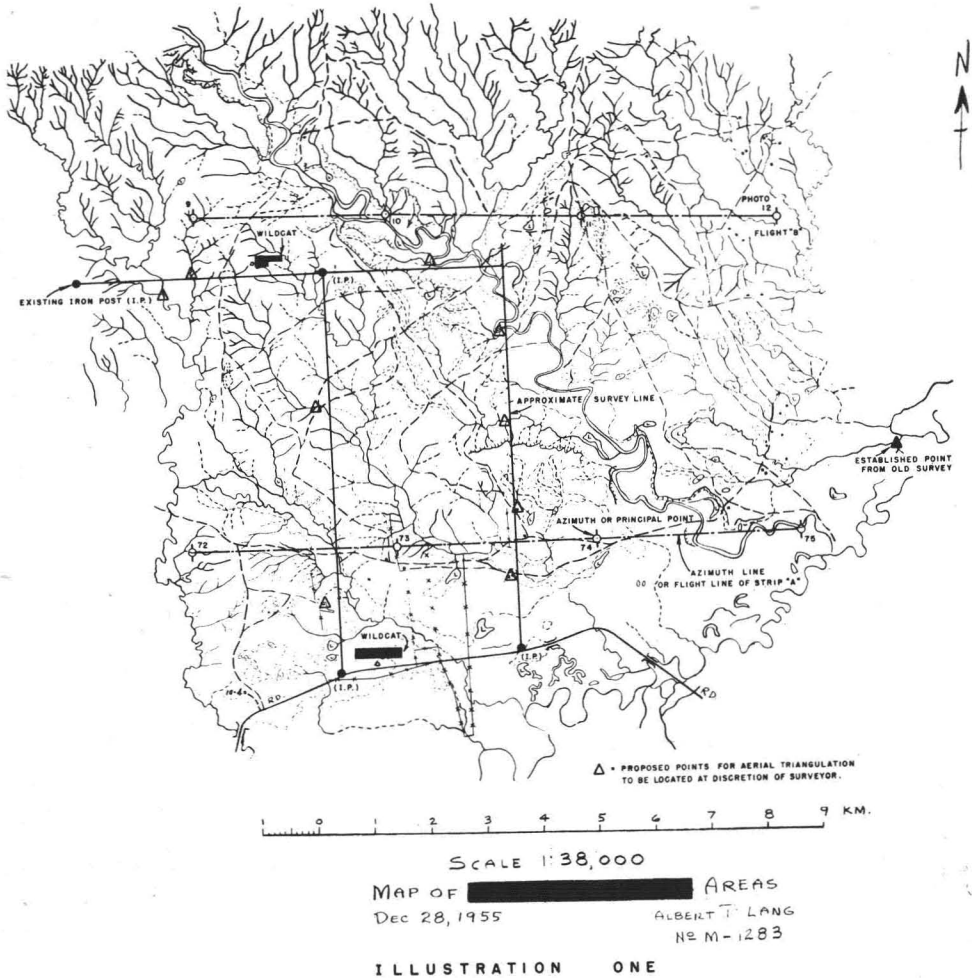 N
9
10
11
PHOTO
12
FLIGHT "B"
WILDCAT
(I.P.)
EXISTING IRON POST (I.P.)
APPROXIMATE SURVEY LINE
ESTABLISHED POINT
FROM OLD SURVEY
AZIMUTH OR PRINCIPAL POINT
72
73
74
75
AZIMUTH LINE
OR FLIGHT LINE OF STRIP "A"
WILDCAT
(I.P.)
(I.P.)
RD
RD
△ = PROPOSED POINTS FOR AERIAL TRIANGULATION
TO BE LOCATED AT DISCRETION OF SURVEYOR.
1 0 1 2 3 4 5 6 7 8 9 KM.
SCALE 1:38,000
MAP OF AREAS
DEC 28, 1955
ALBERT T. LANG
Nº M-1283
ILLUSTRATION ONE